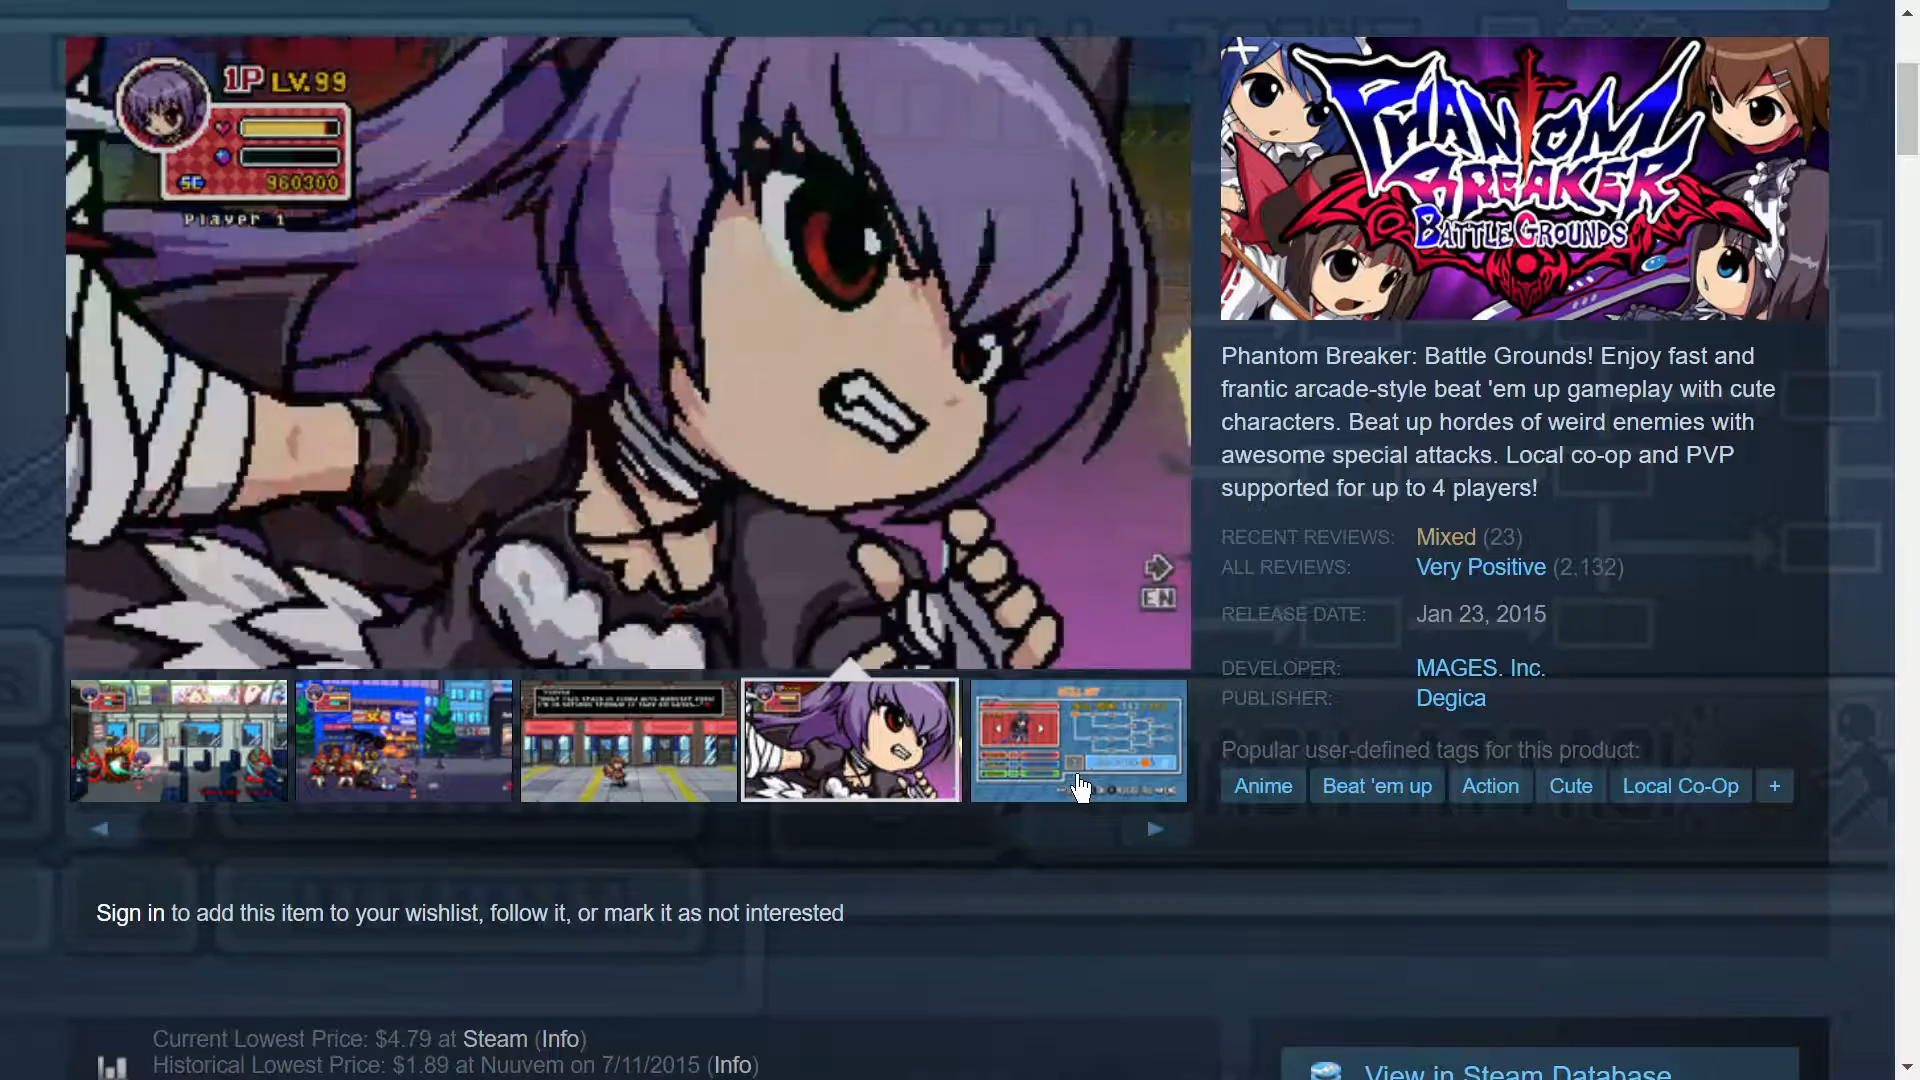 1P LV.99
SC 960300
Player 1
EN
PHANTOM
BREAKER
BATTLE GROUNDS
Phantom Breaker: Battle Grounds! Enjoy fast and
frantic arcade-style beat 'em up gameplay with cute
characters. Beat up hordes of weird enemies with
awesome special attacks. Local co-op and PVP
supported for up to 4 players!
RECENT REVIEWS: Mixed (23)
ALL REVIEWS: Very Positive (2,132)
RELEASE DATE: Jan 23, 2015
DEVELOPER: MAGES. Inc.
PUBLISHER: Degica
Popular user-defined tags for this product:
Anime Beat 'em up Action Cute Local Co-Op +
Sign in to add this item to your wishlist, follow it, or mark it as not interested
Current Lowest Price: $4.79 at Steam (Info)
Historical Lowest Price: $1.89 at Nuuvem on 7/11/2015 (Info)
View in Steam Database